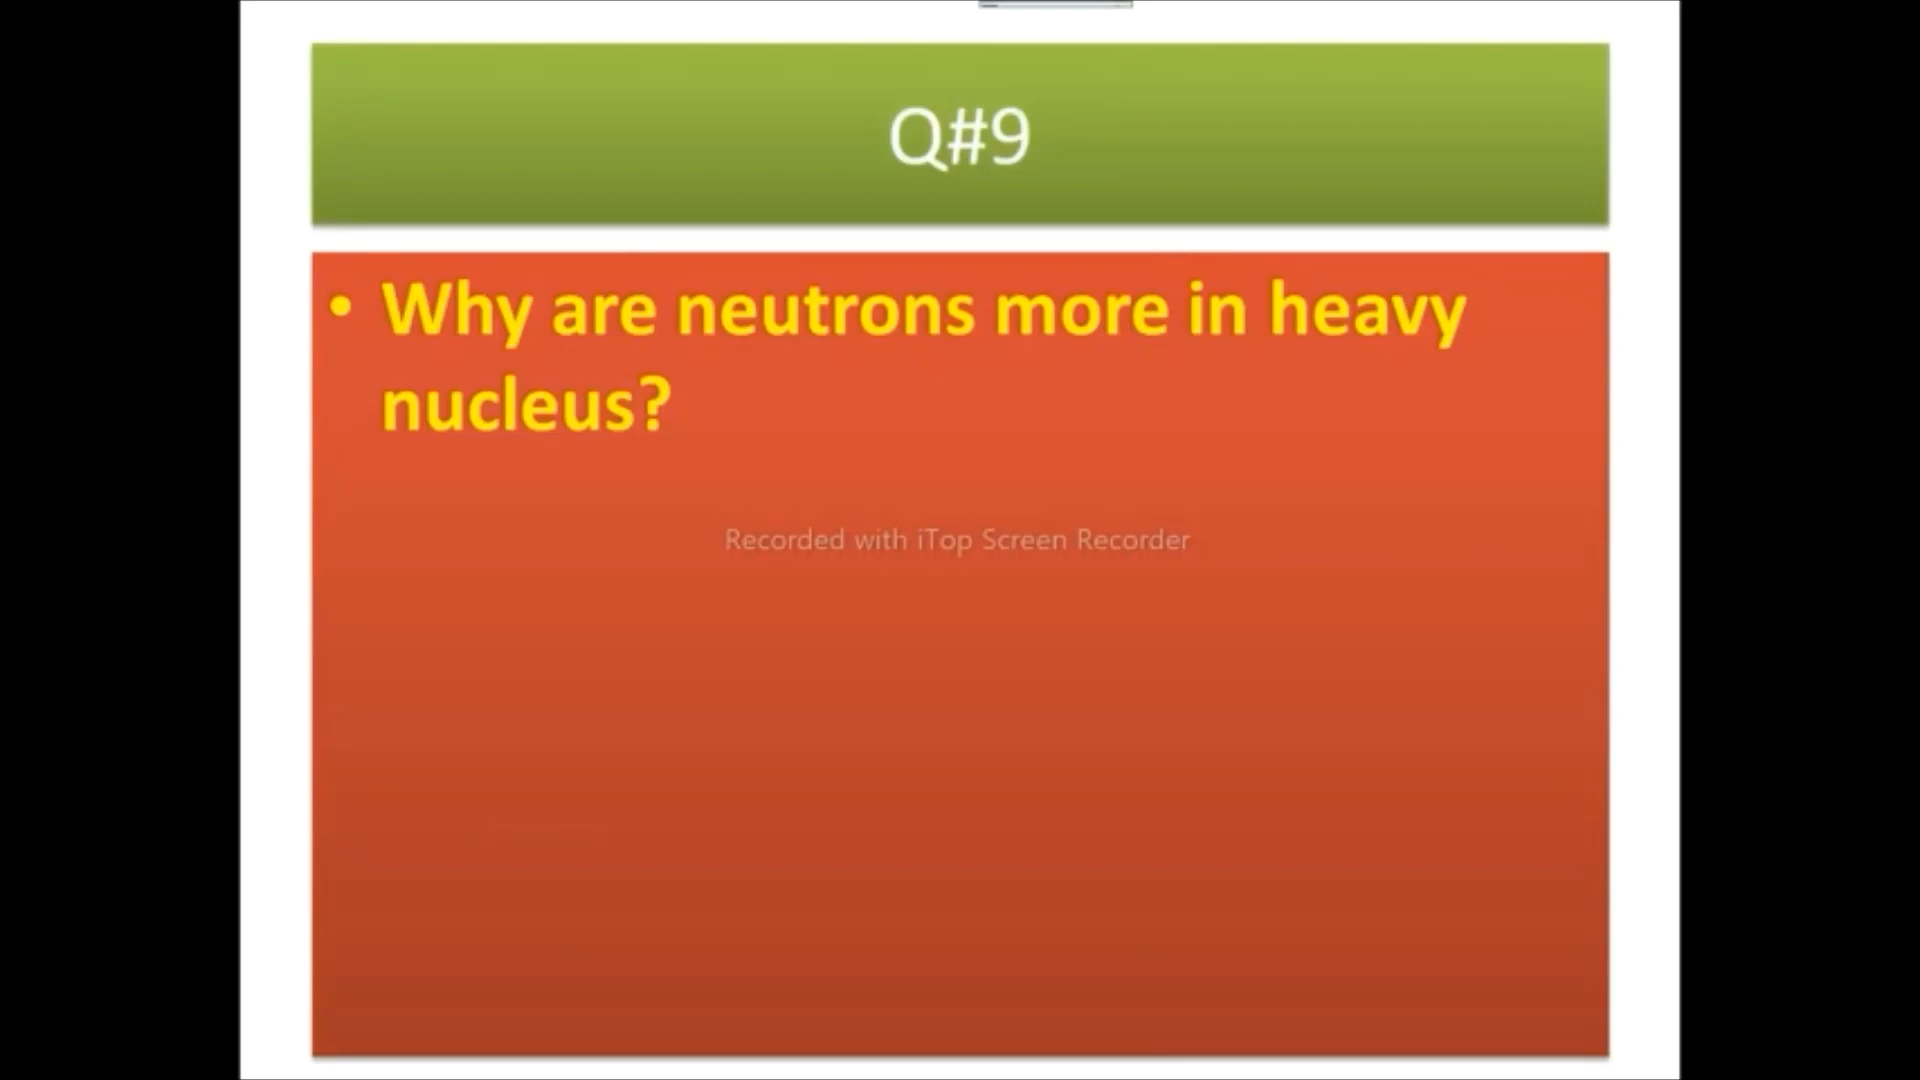 Q#9
• Why are neutrons more in heavy
nucleus?
Recorded with iTop Screen Recorder